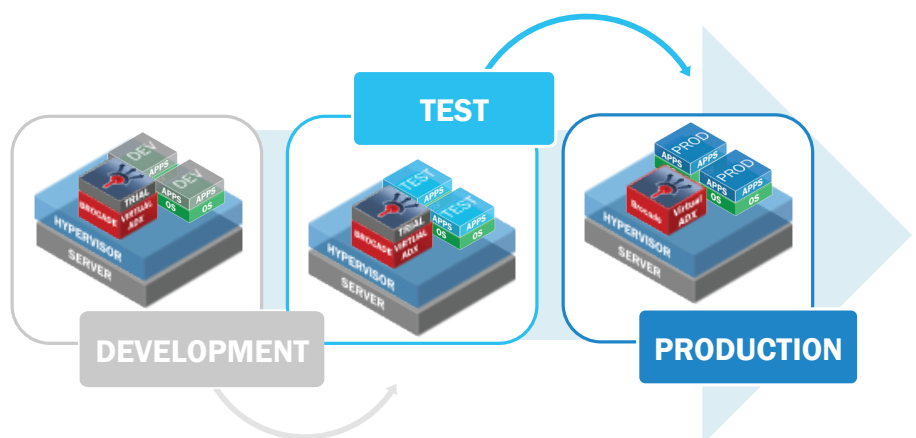 TEST
DEV
APPS
DEV
TRIAL
APPS
APPS
OS
OS
BROCADE
VIRTUAL
ADX
HYPERVISOR
SERVER
TEST
APPS
TEST
TRIAL
APPS
APPS
OS
OS
BROCADE
VIRTUAL
ADX
HYPERVISOR
SERVER
PROD
APPS
APPS
PROD
APPS
APPS
OS
OS
Brocade
Virtual
ADX
HYPERVISOR
SERVER
DEVELOPMENT
PRODUCTION